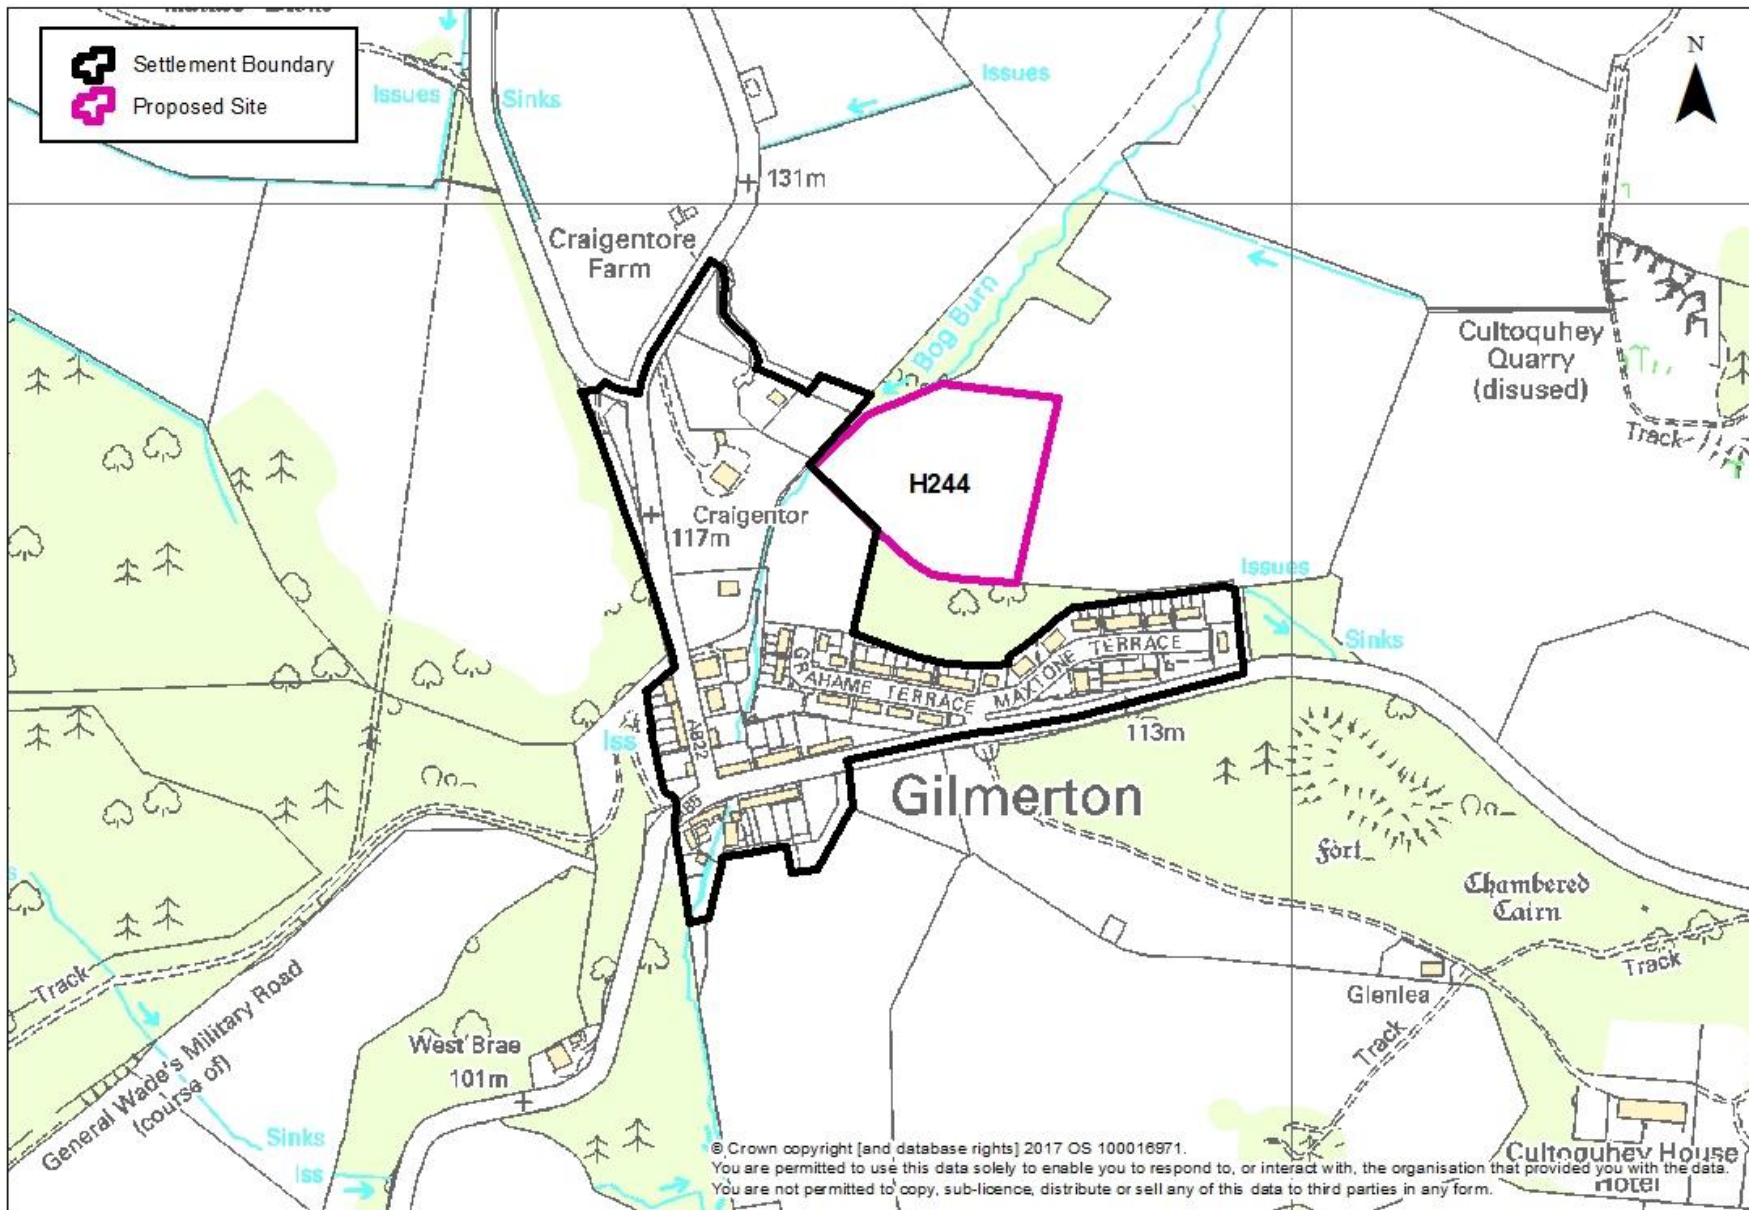 Settlement Boundary
Proposed Site
N
Issues
Sinks
Issues
131m
Craigentore
Farm
Bog Burn
Cultoquhey
Quarry
(disused)
Track
H244
Craigentor
117m
Issues
Sinks
GRAHAME TERRACE
MAXTONE TERRACE
A822
Iss
113m
A85
Gilmerton
Fort
Chambered
Cairn
Track
Glenlea
Track
Track
General Wade's Military Road
(course of)
West Brae
101m
Sinks
Iss
Cultoquhey House
Hotel
© Crown copyright [and database rights] 2017 OS 100016971.
You are permitted to use this data solely to enable you to respond to, or interact with, the organisation that provided you with the data.
You are not permitted to copy, sub-licence, distribute or sell any of this data to third parties in any form.